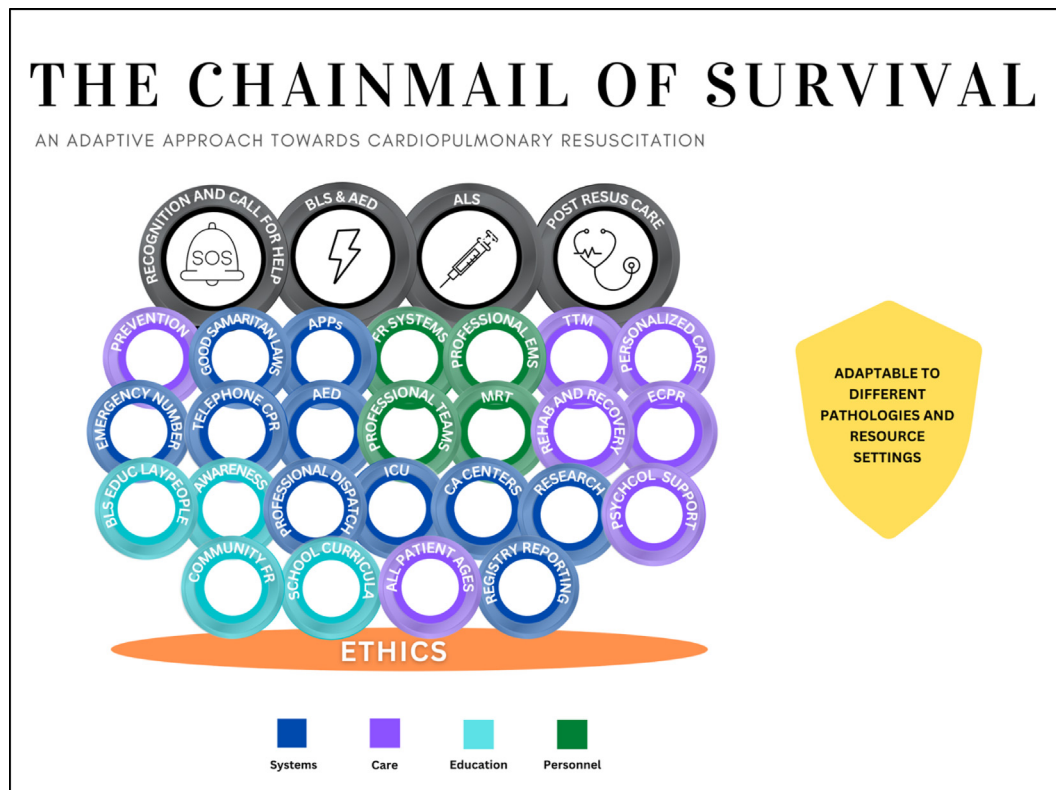 THE CHAINMAIL OF SURVIVAL
AN ADAPTIVE APPROACH TOWARDS CARDIOPULMONARY RESUSCITATION
RECOGNITION AND CALL FOR HELP
SOS
BLS & AED
ALS
POST RESUS CARE
PREVENTION
GOOD SAMARITAN LAWS
APPs
FR SYSTEMS
PROFESSIONAL EMS
TTM
PERSONALIZED CARE
EMERGENCY NUMBER
TELEPHONE CPR
AED
PROFESSIONAL TEAMS
MRT
REHAB AND RECOVERY
ECPR
BLS EDUC LAYPEOPLE
AWARENESS
PROFESSIONAL DISPATCH
ICU
CA CENTERS
RESEARCH
PSYCHCOL SUPPORT
COMMUNITY FR
SCHOOL CURRICULA
ALL PATIENT AGES
REGISTRY REPORTING
ETHICS
ADAPTABLE TO
DIFFERENT
PATHOLOGIES AND
RESOURCE
SETTINGS
Systems
Care
Education
Personnel